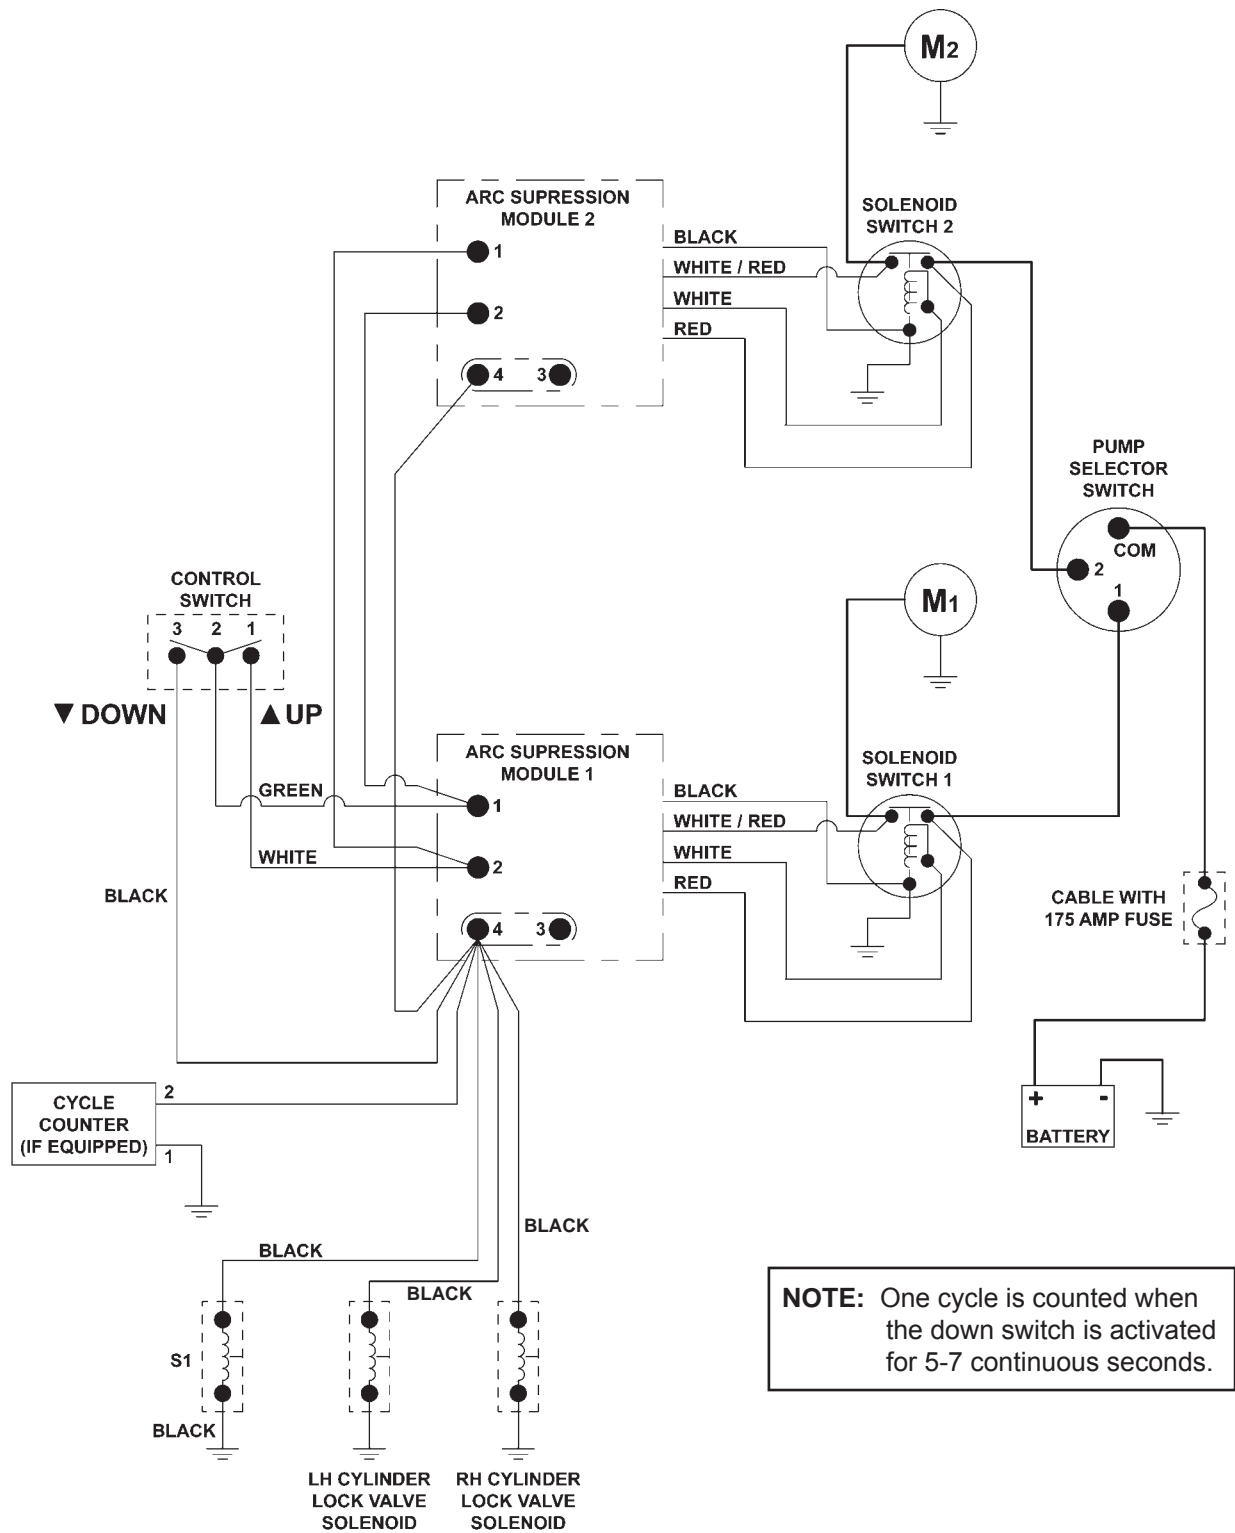 M2
ARC SUPRESSION
MODULE 2
SOLENOID
SWITCH 2
1
BLACK
WHITE / RED
2
WHITE
RED
4 3
PUMP
SELECTOR
SWITCH
COM
2
1
CONTROL
SWITCH
3 2 1
▼ DOWN ▲ UP
M1
ARC SUPRESSION
MODULE 1
SOLENOID
SWITCH 1
GREEN
1
BLACK
WHITE / RED
WHITE
2
WHITE
RED
BLACK
4 3
CABLE WITH
175 AMP FUSE
CYCLE
COUNTER
(IF EQUIPPED)
2
1
+ -
BATTERY
BLACK
BLACK
BLACK
S1
BLACK
LH CYLINDER
LOCK VALVE
SOLENOID
RH CYLINDER
LOCK VALVE
SOLENOID
NOTE: One cycle is counted when
the down switch is activated
for 5-7 continuous seconds.